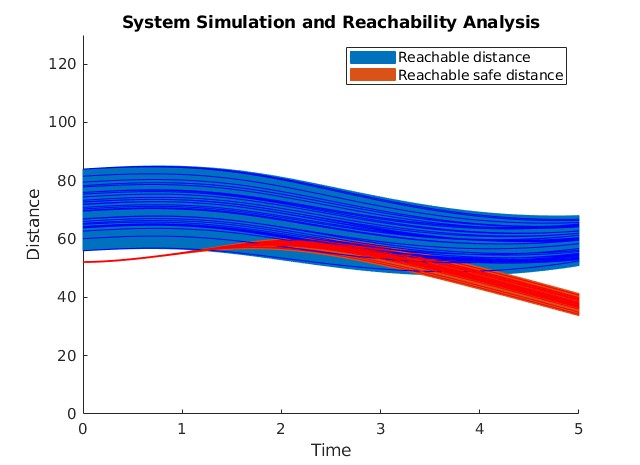 System Simulation and Reachability Analysis
Reachable distance
Reachable safe distance
120
100
80
60
40
20
0
Distance
0 1 2 3 4 5
Time